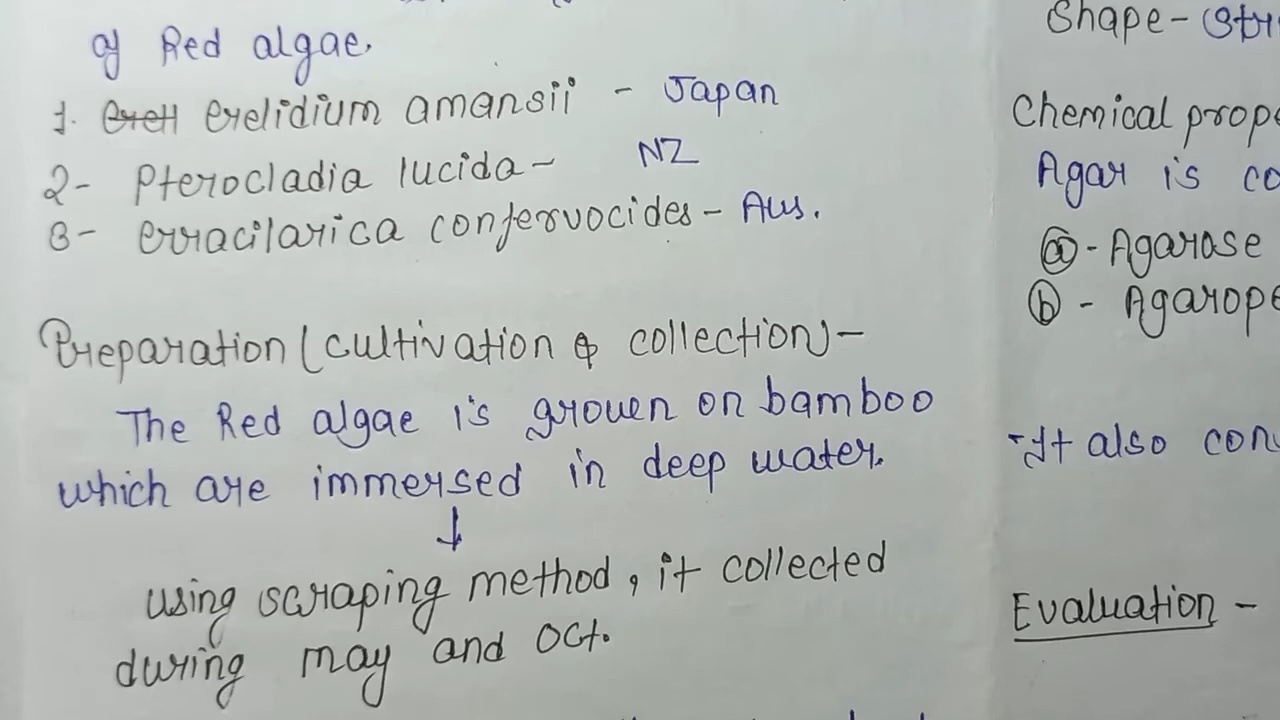 of Red algae.
1. Gelidium amansii - Japan
2- Pterocladia lucida - NZ
3- Gracilarica confervocides - Aus.
Preparation (cultivation & collection) -
The Red algae is grouen on bamboo
which are immersed in deep water.
↓
using scraping method, it collected
during may and Oct.
Shape -
Chemical prop
Agar is co
(a) - Agarose
(b) - Agarope
- It also con
Evaluation -